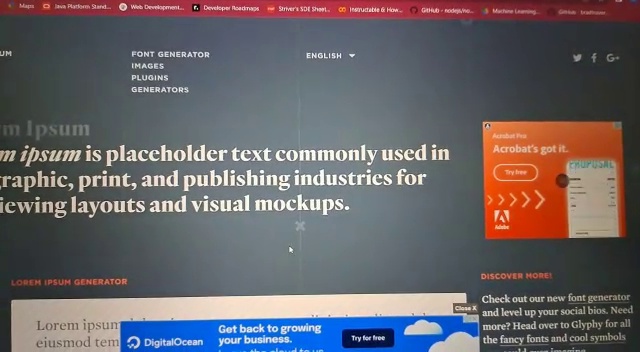 Maps Java Platform Stand... Web Development... Developer Roadmaps Striver's SDE Sheet... Instructable & How... GitHub - nodejs/no... Machine Learning... GitHub
UM
FONT GENERATOR
IMAGES
PLUGINS
GENERATORS
ENGLISH
m Ipsum
m ipsum is placeholder text commonly used in
raphic, print, and publishing industries for
iewing layouts and visual mockups.
Acrobat Pro
Acrobat's got it.
Try free
PROPOSAL
Adobe
LOREM IPSUM GENERATOR
DISCOVER MORE!
Check out our new font generator
and level up your social bios. Need
more? Head over to Glyphy for all
the fancy fonts and cool symbols
Lorem ipsum
eiusmod tem
Close X
DigitalOcean
Get back to growing
your business.
Try for free